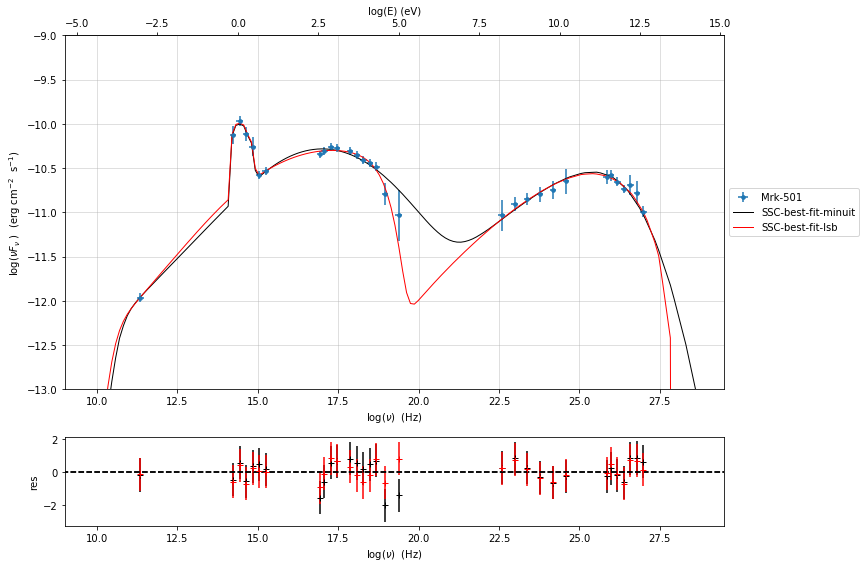 log(E) (eV)
−5.0 −2.5 0.0 2.5 5.0 7.5 10.0 12.5 15.0
−9.0
−9.5
−10.0
−10.5
−11.0
−11.5
−12.0
−12.5
−13.0
log(νFν ) (erg cm−2 s−1)
10.0 12.5 15.0 17.5 20.0 22.5 25.0 27.5
log(ν) (Hz)
Mrk-501
SSC-best-fit-minuit
SSC-best-fit-lsb
2
0
−2
res
10.0 12.5 15.0 17.5 20.0 22.5 25.0 27.5
log(ν) (Hz)